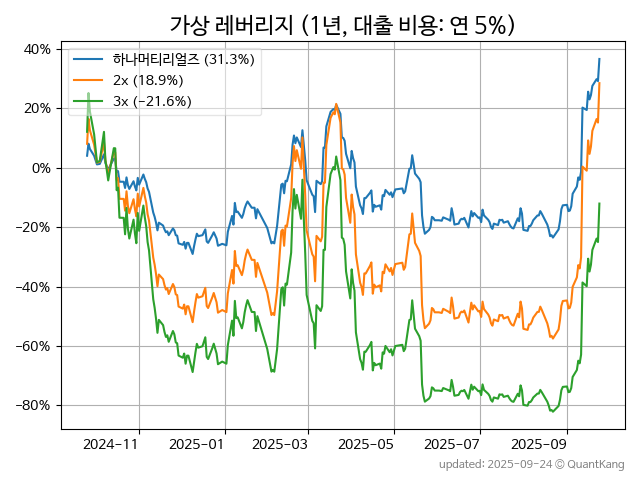 가상 레버리지 (1년, 대출 비용: 연 5%)
하나머티리얼즈 (31.3%)
2x (18.9%)
3x (−21.6%)
40%
20%
0%
−20%
−40%
−60%
−80%
2024-11
2025-01
2025-03
2025-05
2025-07
2025-09
updated: 2025-09-24 © QuantKang